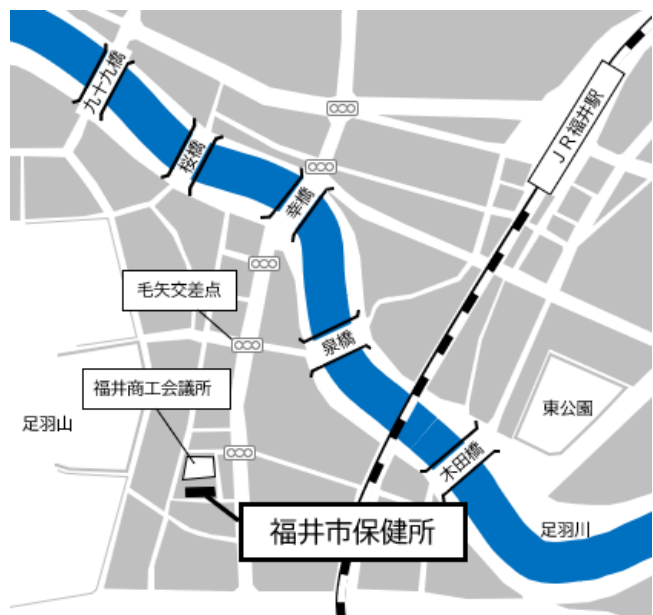 九十九橋
桜橋
幸橋
JR福井駅
毛矢交差点
泉橋
福井商工会議所
東公園
足羽山
木田橋
福井市保健所
足羽川